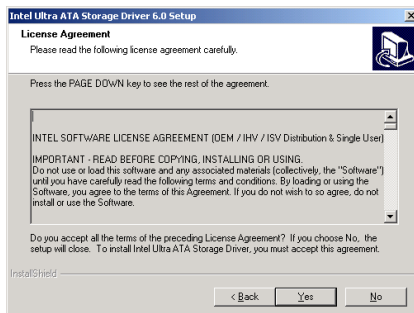 Intel Ultra ATA Storage Driver 6.0 Setup
License Agreement
Please read the following license agreement carefully.
Press the PAGE DOWN key to see the rest of the agreement.
INTEL SOFTWARE LICENSE AGREEMENT (OEM / IHV / ISV Distribution & Single User)
IMPORTANT - READ BEFORE COPYING, INSTALLING OR USING.
Do not use or load this software and any associated materials (collectively, the "Software")
until you have carefully read the following terms and conditions. By loading or using the
Software, you agree to the terms of this Agreement. If you do not wish to so agree, do not
install or use the Software.
Do you accept all the terms of the preceding License Agreement? If you choose No, the
setup will close. To install Intel Ultra ATA Storage Driver, you must accept this agreement.
InstallShield
< Back Yes No